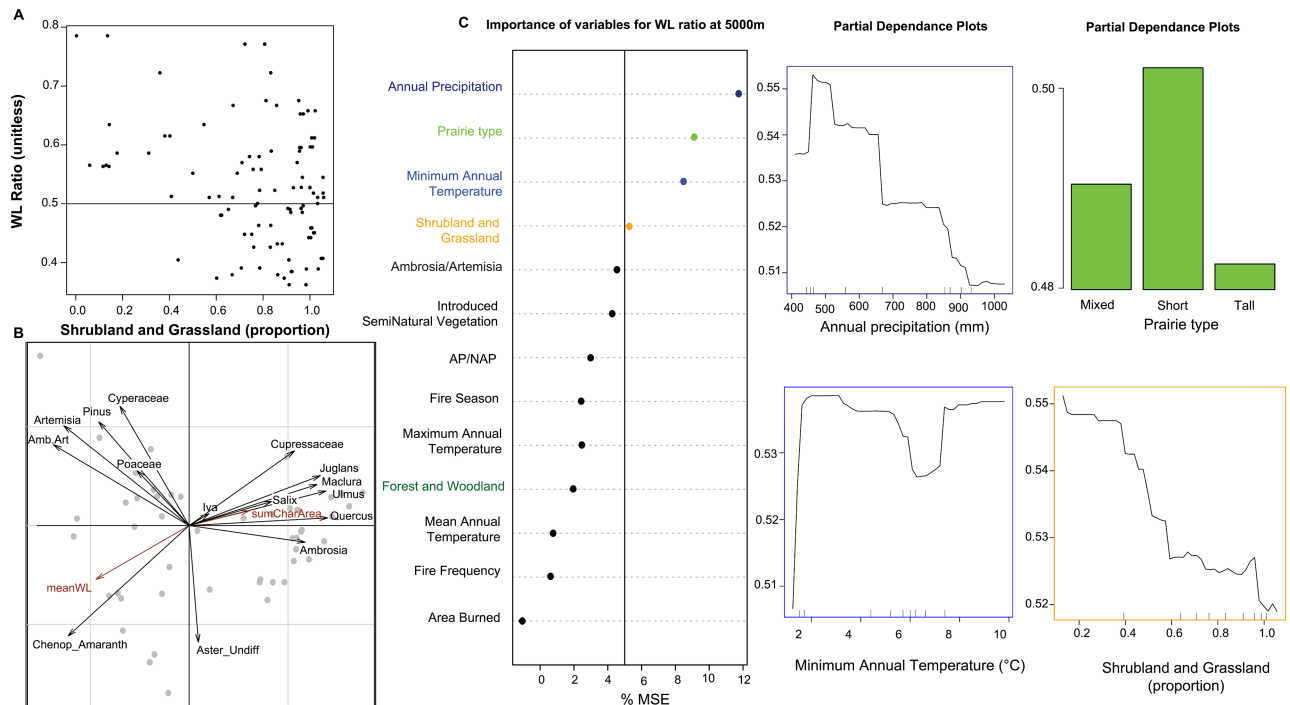 A
0.8
0.7
0.6
0.5
0.4
WL Ratio (unitless)
0.0
0.2
0.4
0.6
0.8
1.0
Shrubland and Grassland (proportion)
B
Cyperaceae
Pinus
Artemisia
Amb.Art
Poaceae
Cupressaceae
Juglans
Maclura
Ulmus
Salix
Iva
sumCharArea
Quercus
Ambrosia
meanWL
Chenop_Amaranth
Aster_Undiff
C
Importance of variables for WL ratio at 5000m
Annual Precipitation
Prairie type
Minimum Annual
Temperature
Shrubland and
Grassland
Ambrosia/Artemisia
Introduced
SemiNatural Vegetation
AP/NAP
Fire Season
Maximum Annual
Temperature
Forest and Woodland
Mean Annual
Temperature
Fire Frequency
Area Burned
0
2
4
6
8
10
12
% MSE
Partial Dependance Plots
0.55
0.54
0.53
0.52
0.51
400
500
600
700
800
900
1000
Annual precipitation (mm)
Partial Dependance Plots
0.50
0.48
Mixed
Short
Tall
Prairie type
0.53
0.52
0.51
2
4
6
8
10
Minimum Annual Temperature (°C)
0.55
0.54
0.53
0.52
0.2
0.4
0.6
0.8
1.0
Shrubland and Grassland
(proportion)